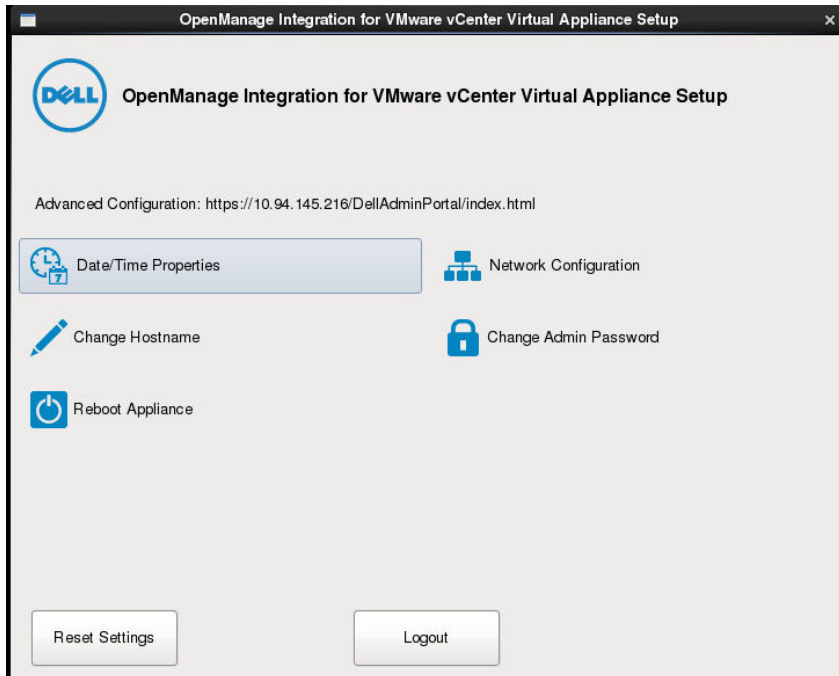 OpenManage Integration for VMware vCenter Virtual Appliance Setup
DELL
OpenManage Integration for VMware vCenter Virtual Appliance Setup
Advanced Configuration: https://10.94.145.216/DellAdminPortal/index.html
7
Date/Time Properties
Network Configuration
Change Hostname
Change Admin Password
Reboot Appliance
Reset Settings
Logout